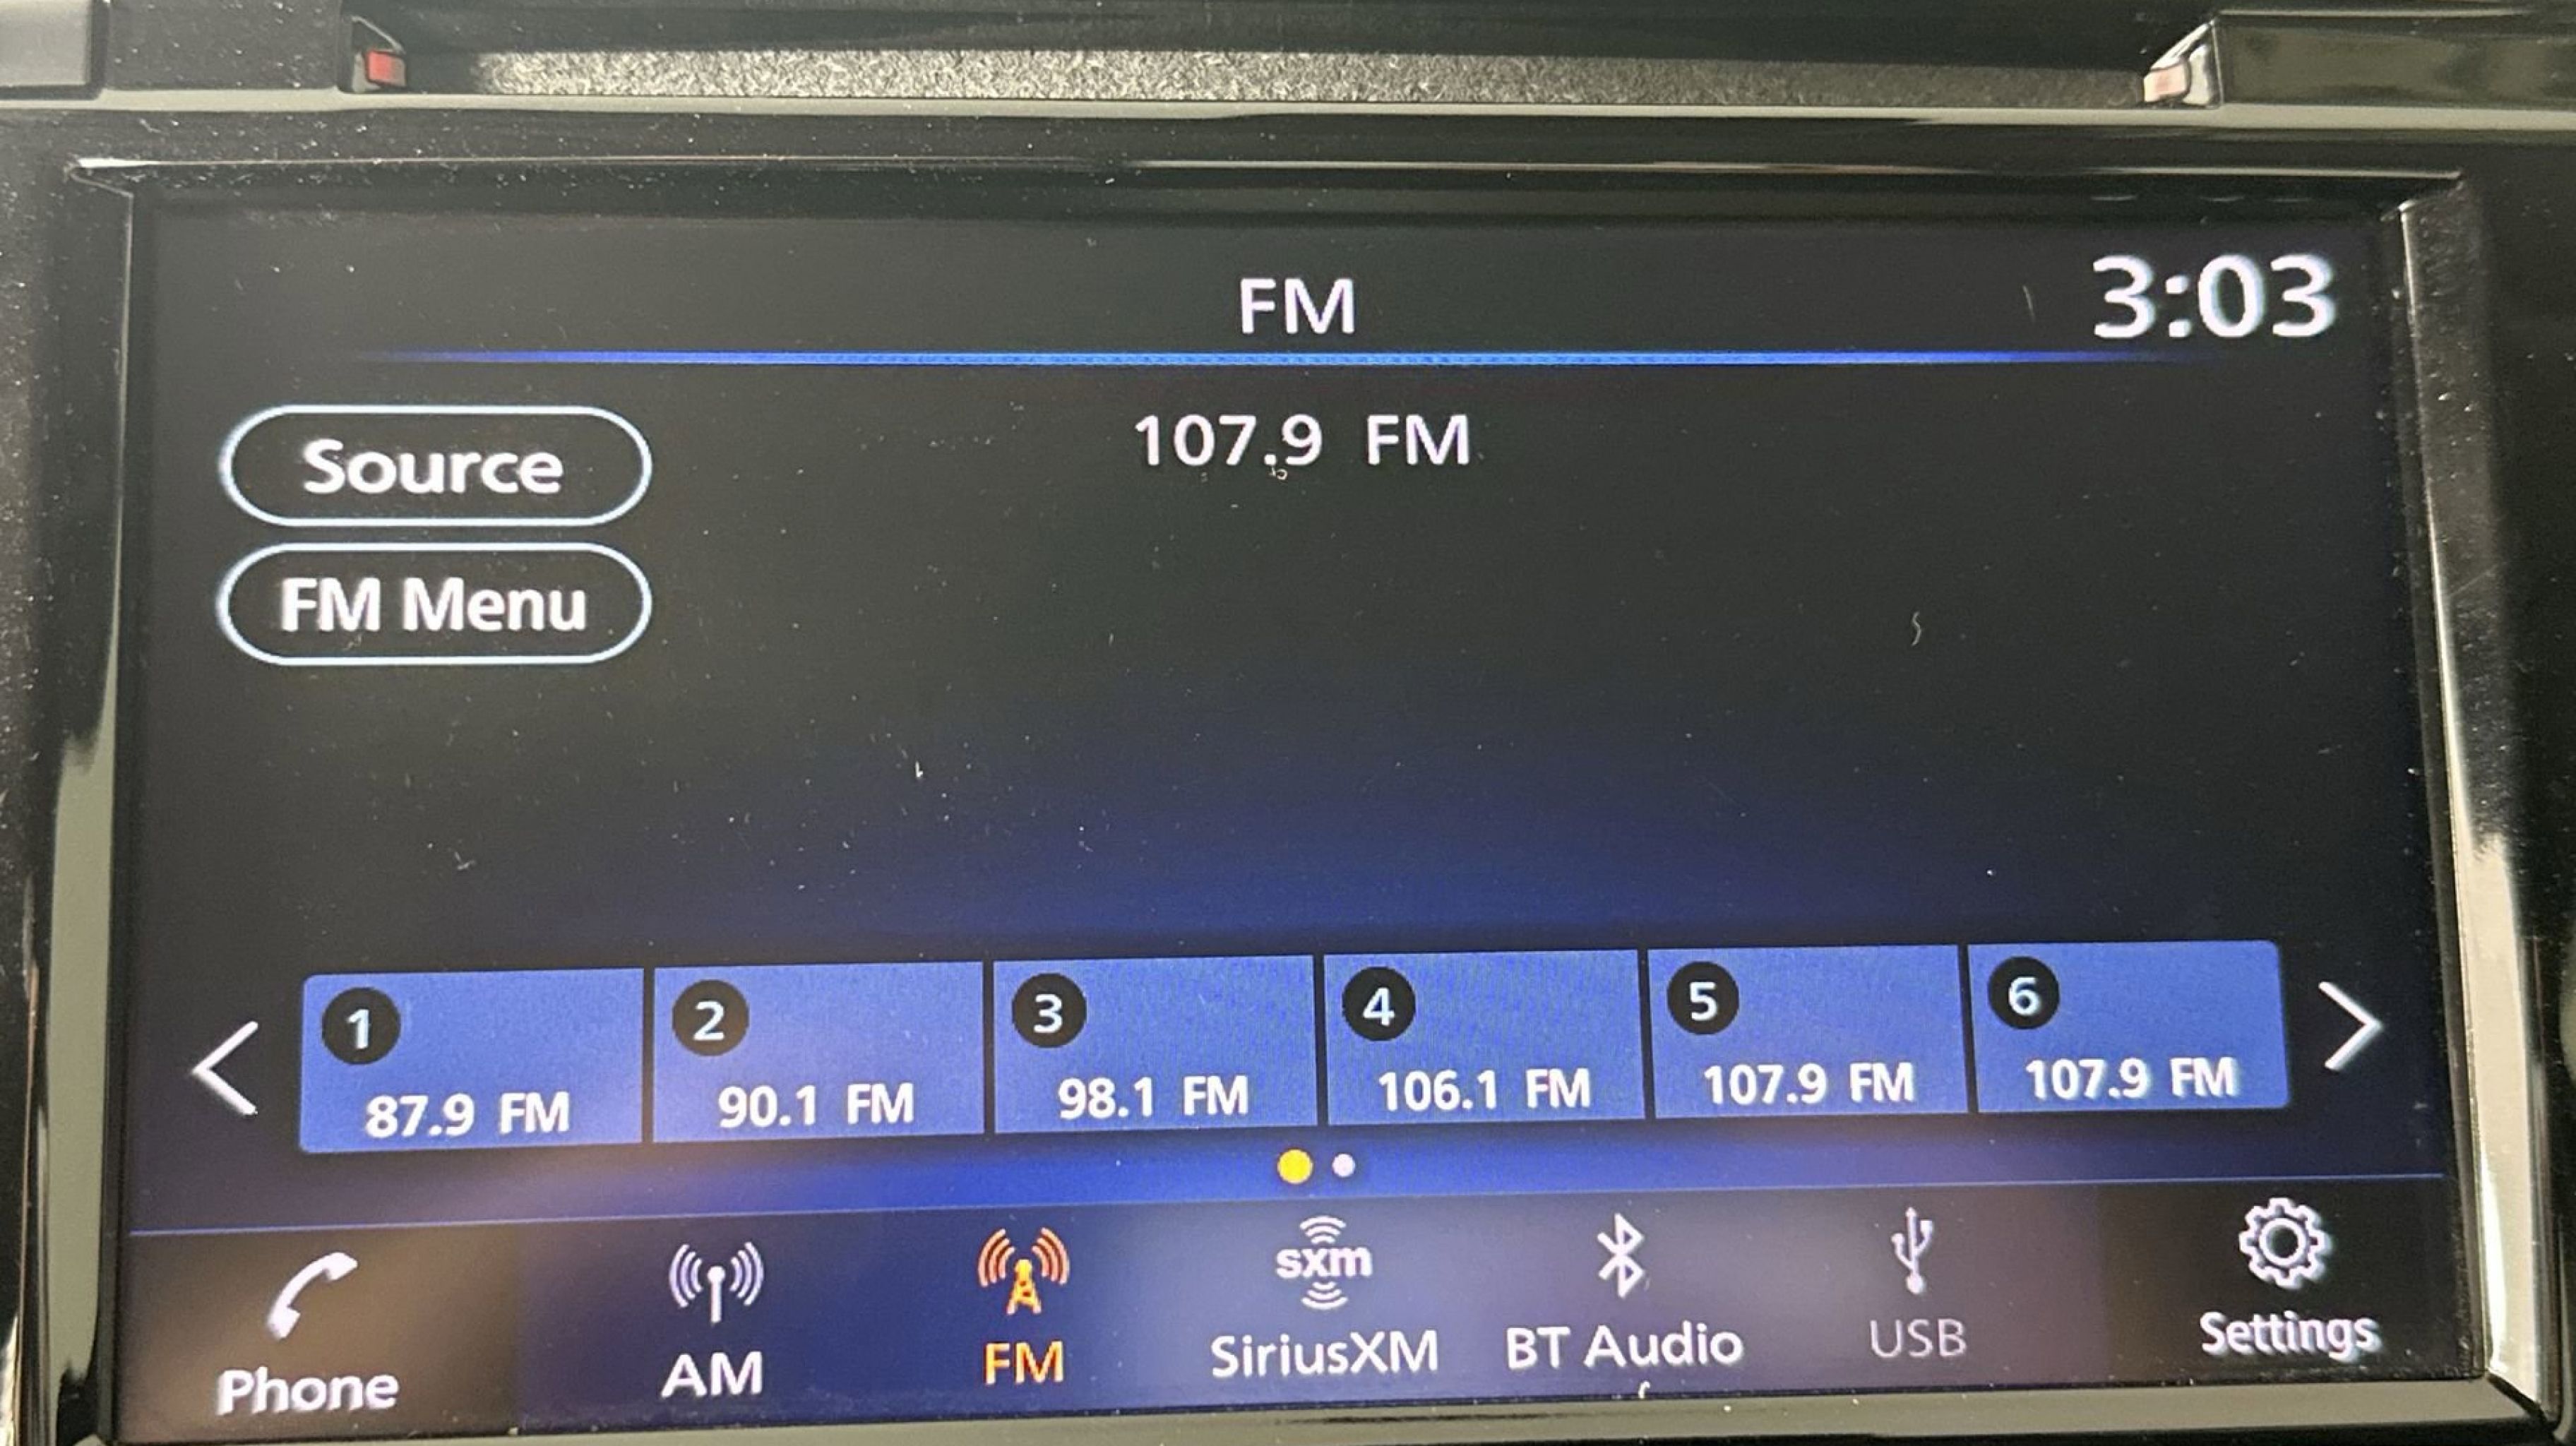 FM
3:03
107.9 FM
Source
FM Menu
1
87.9 FM
2
90.1 FM
3
98.1 FM
4
106.1 FM
5
107.9 FM
6
107.9 FM
Phone
AM
FM
sxm
SiriusXM
BT Audio
USB
Settings